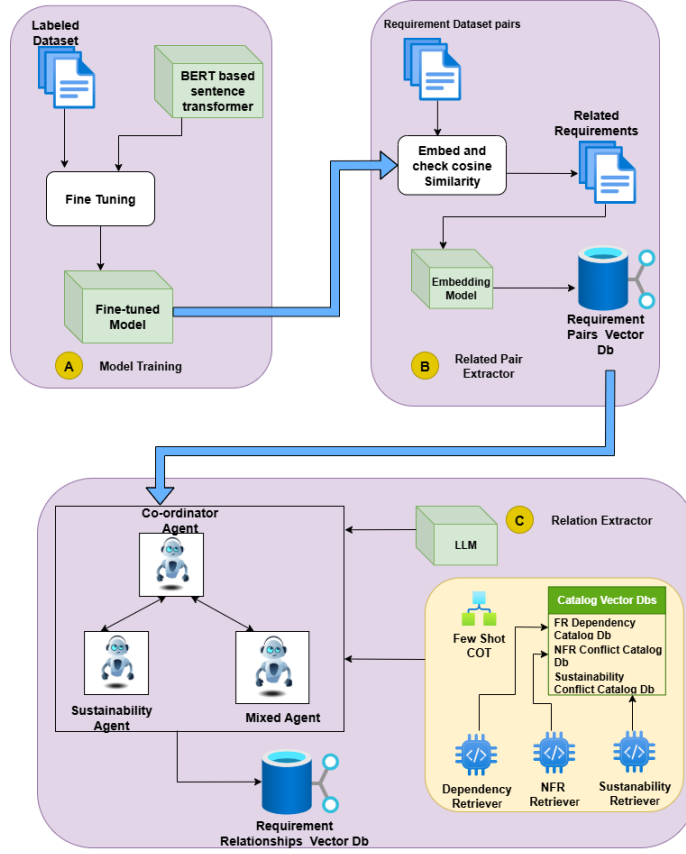 Labeled
Dataset
BERT based
sentence
transformer
Fine Tuning
Fine-tuned
Model
A
Model Training
Requirement Dataset pairs
Embed and
check cosine
Similarity
Related
Requirements
Embedding
Model
Requirement
Pairs Vector
Db
B
Related Pair
Extractor
Co-ordinator
Agent
Sustainability
Agent
Mixed Agent
LLM
C
Relation Extractor
Few Shot
COT
Catalog Vector Dbs
FR Dependency
Catalog Db
NFR Conflict Catalog
Db
Sustainability
Conflict Catalog Db
Dependency
Retriever
NFR
Retriever
Sustanability
Retriever
Requirement
Relationships Vector Db